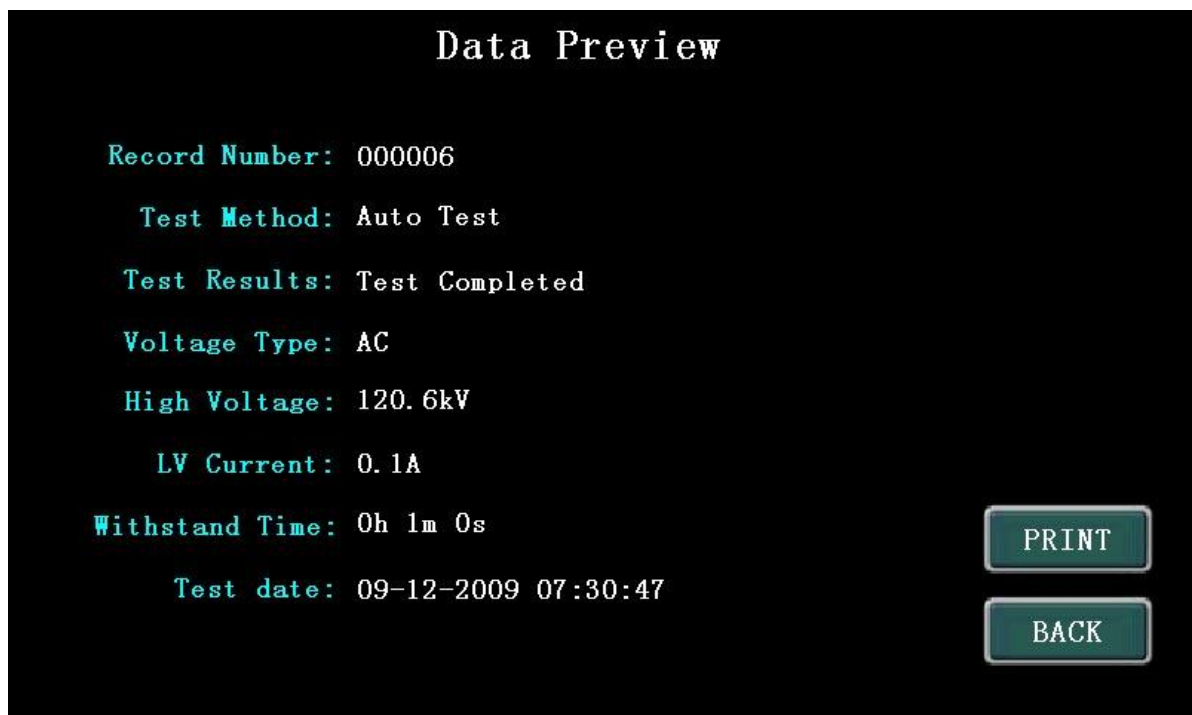 Data Preview
Record Number: 000006
Test Method: Auto Test
Test Results: Test Completed
Voltage Type: AC
High Voltage: 120.6kV
LV Current: 0.1A
Withstand Time: 0h 1m 0s
PRINT
Test date: 09-12-2009 07:30:47
BACK